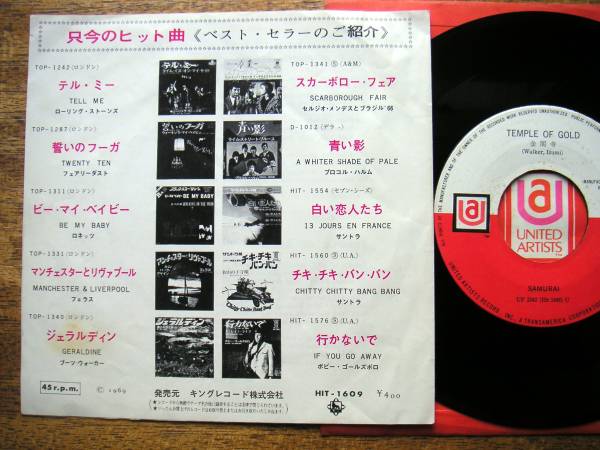 只今のヒット曲《ベスト・セラーのご紹介》
TOP-1242(ロンドン)
テル・ミー
TELL ME
ローリング・ストーンズ
TOP-1287(ロンドン)
誓いのフーガ
TWENTY TEN
フェアリーダスト
TOP-1311(ロンドン)
ビー・マイ・ベイビー
BE MY BABY
ロネッツ
TOP-1331(ロンドン)
マンチェスターとリヴァプール
MANCHESTER & LIVERPOOL
TOP-1340(ロンドン)
ジェラルディン
GERALDINE
ブーツ・ウォーカー
TOP-1341Ⓢ(A&M)
スカーボロー・フェア
SCARBOROUGH FAIR
セルジオ・メンデスとブラジル'66
D-1012(デラム)
青い影
A WHITER SHADE OF PALE
プロコル・ハルム
HIT-1554(セブン・シーズ)
白い恋人たち
13 JOURS EN FRANCE
サントラ
HIT-1560Ⓢ(U.A.)
チキ・チキ・バン・バン
CHITTY CHITTY BANG BANG
サントラ
HIT-1576Ⓢ(U.A.)
行かないで
IF YOU GO AWAY
ボビー・ゴールズボロ
45 r.p.m.
© 1969
発売元 キングレコード株式会社
HIT-1609 ¥400
TEMPLE OF GOLD
金閣寺
UNITED ARTISTS
SAMURAI